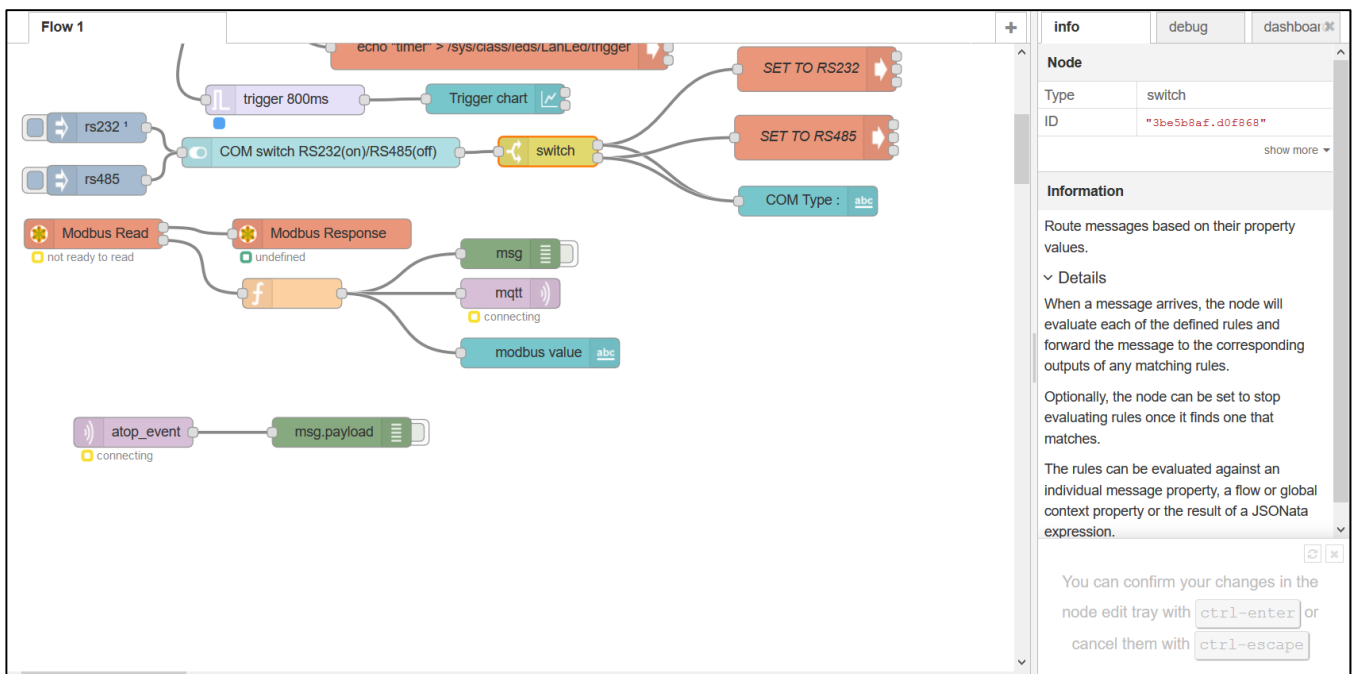 Flow 1
info
debug
dashboar
echo "timer" > /sys/class/leds/LanLed/trigger
SET TO RS232
trigger 800ms
Trigger chart
rs232 ¹
COM switch RS232(on)/RS485(off)
switch
SET TO RS485
rs485
COM Type :
abc
Modbus Read
not ready to read
Modbus Response
undefined
msg
mqtt
connecting
modbus value
abc
atop_event
connecting
msg.payload
Node
Type switch
ID "3be5b8af.d0f868"
show more
Information
Route messages based on their property
values.
Details
When a message arrives, the node will
evaluate each of the defined rules and
forward the message to the corresponding
outputs of any matching rules.
Optionally, the node can be set to stop
evaluating rules once it finds one that
matches.
The rules can be evaluated against an
individual message property, a flow or global
context property or the result of a JSONata
expression.
You can confirm your changes in the
node edit tray with ctrl-enter or
cancel them with ctrl-escape